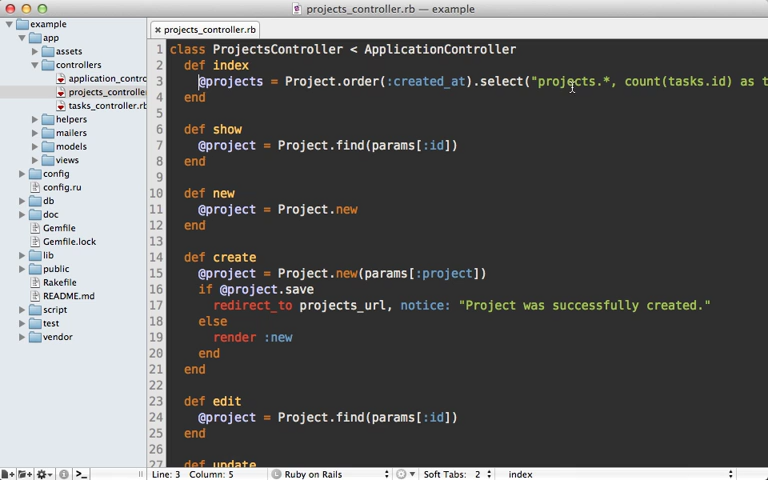 projects_controller.rb — example
example
app
assets
controllers
application_contro
projects_controlle
tasks_controller.rb
helpers
mailers
models
views
config
config.ru
db
doc
Gemfile
Gemfile.lock
lib
public
Rakefile
README.md
script
test
vendor
projects_controller.rb
1 class ProjectsController < ApplicationController
2 def index
3 @projects = Project.order(:created_at).select("projects.*, count(tasks.id) as t
4 end
5
6 def show
7 @project = Project.find(params[:id])
8 end
9
10 def new
11 @project = Project.new
12 end
13
14 def create
15 @project = Project.new(params[:project])
16 if @project.save
17 redirect_to projects_url, notice: "Project was successfully created."
18 else
19 render :new
20 end
21 end
22
23 def edit
24 @project = Project.find(params[:id])
25 end
26
27 def update
Line: 3 Column: 5
Ruby on Rails
Soft Tabs: 2
index